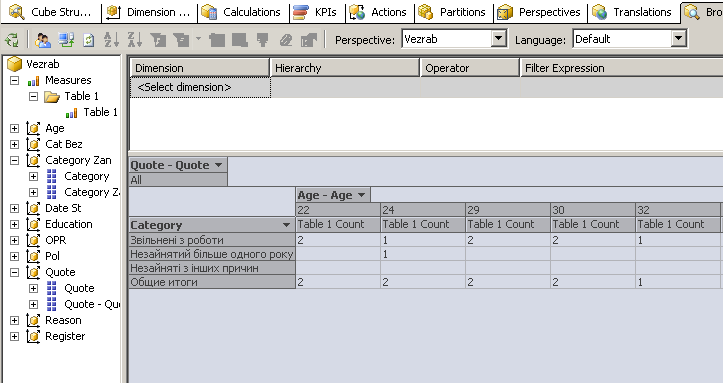 Cube Stru... Dimension ... Calculations KPIs Actions Partitions Perspectives Translations Bro
Perspective: Vezrab Language: Default
Vezrab
Measures
Table 1
Table 1
Age
Cat Bez
Category Zan
Category
Category Z
Date St
Education
OPR
Pol
Quote
Quote
Quote - Qu
Reason
Register
Dimension Hierarchy Operator Filter Expression
<Select dimension>
Quote - Quote
All
Age - Age
22 24 29 30 32
Category Table 1 Count Table 1 Count Table 1 Count Table 1 Count Table 1 Count
Звільнені з роботи 2 1 2 2 1
Незайнятий більше одного року 1
Незайняті з інших причин
Общие итоги 2 2 2 2 1